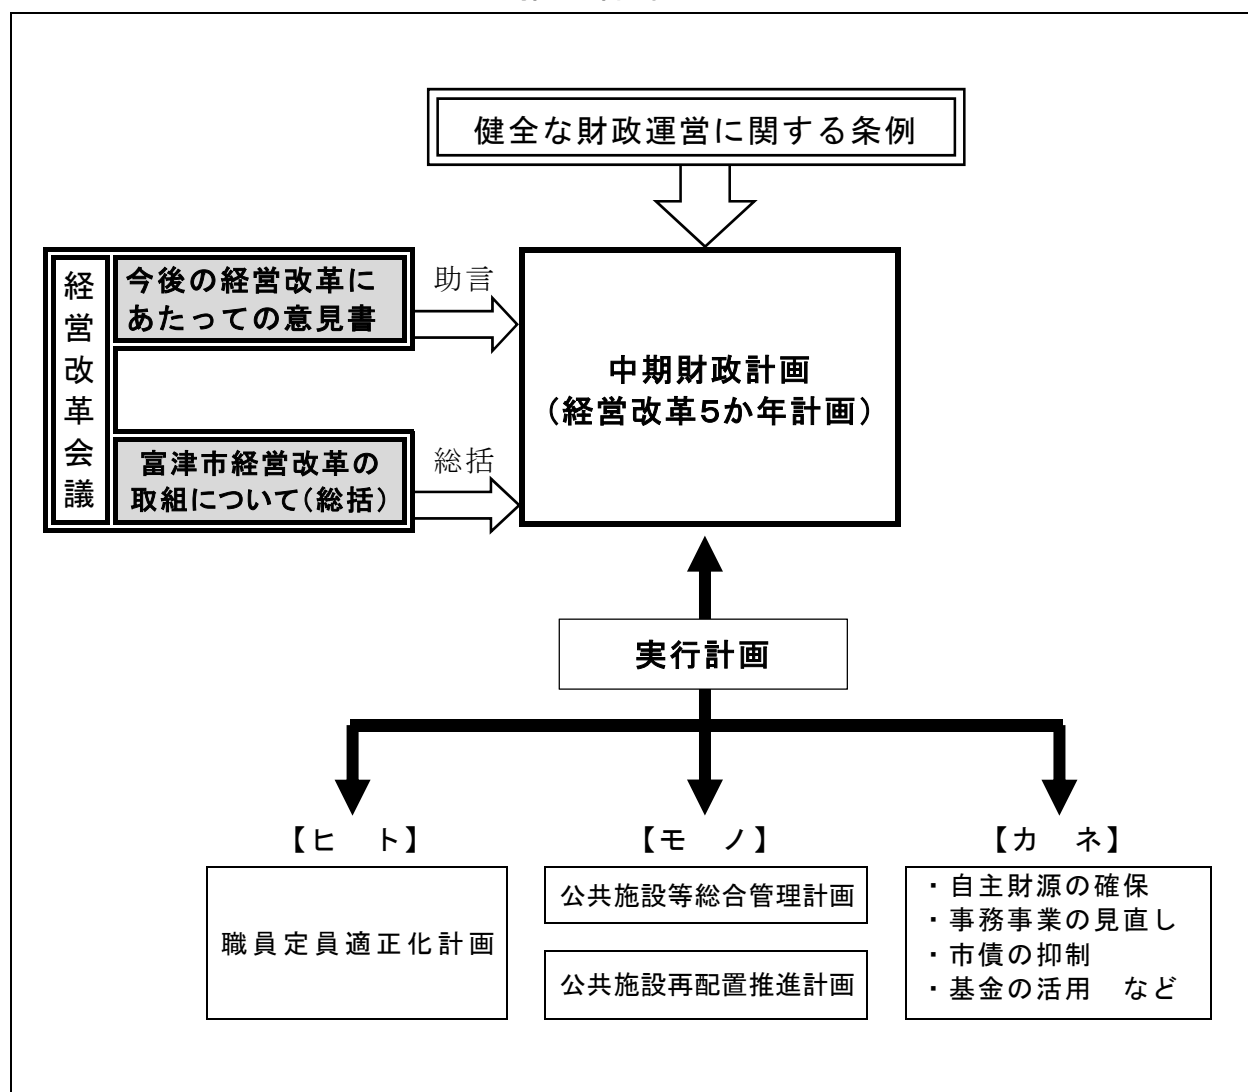 健全な財政運営に関する条例
経営改革会議
今後の経営改革に
あたっての意見書
助言
富津市経営改革の
取組について(総括)
総括
中期財政計画
(経営改革5か年計画)
実行計画
【ヒ　ト】
職員定員適正化計画
【モ　ノ】
公共施設等総合管理計画
公共施設再配置推進計画
【カ　ネ】
・自主財源の確保
・事務事業の見直し
・市債の抑制
・基金の活用　など